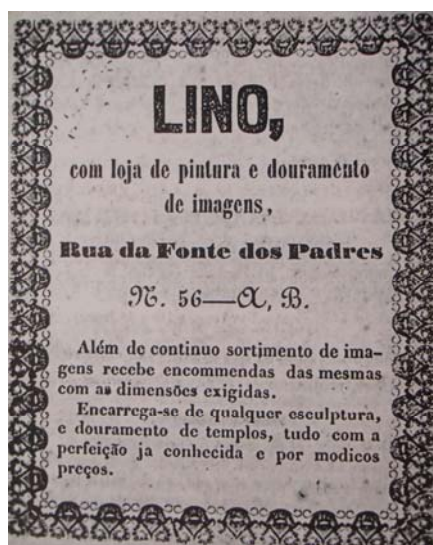 LINO,
com loja de pintura e douramento
de imagens,
Rua da Fonte dos Padres
N. 56—A, B.
Além de continuo sortimento de ima-
gens recebe encommendas das mesmas
com as dimensões exigidas.
Encarrega-se de qualquer esculptura,
e douramento de templos, tudo com a
perfeição ja conhecida e por modicos
preços.